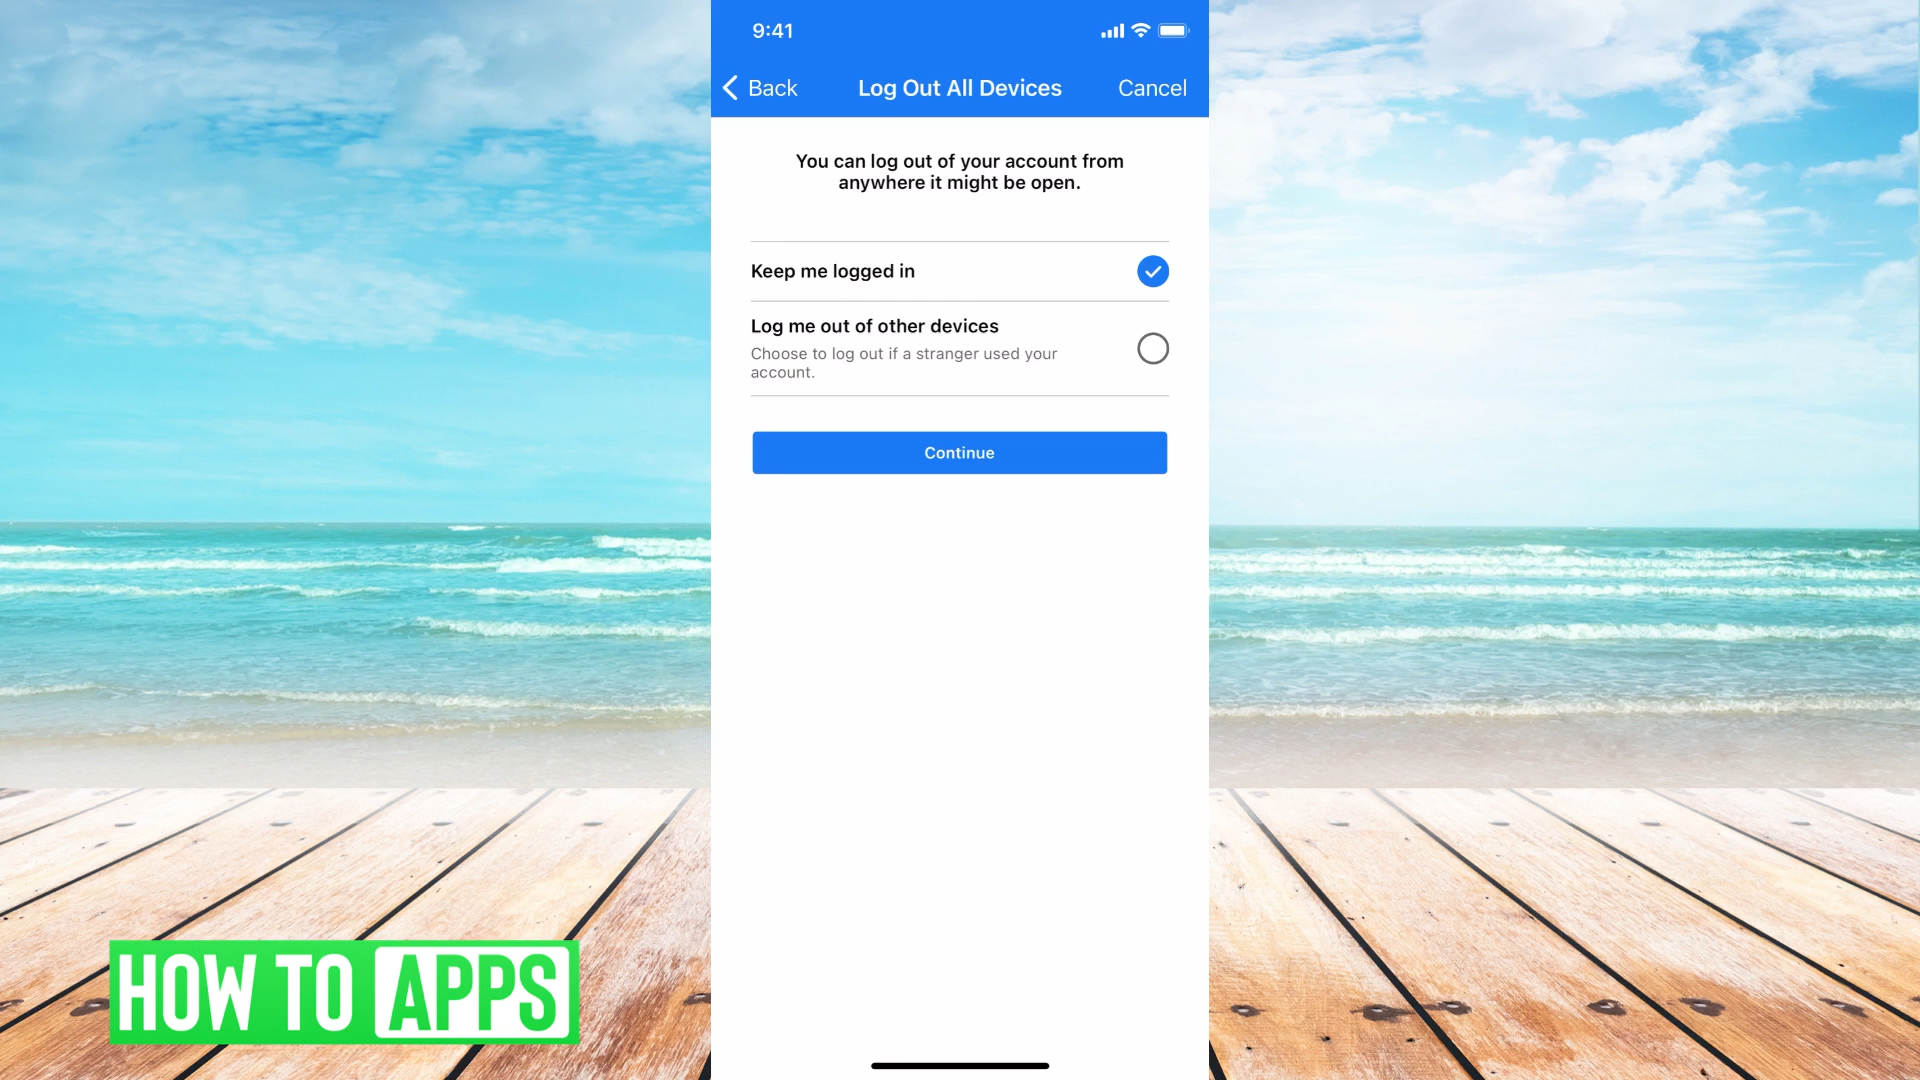 9:41
Back
Log Out All Devices
Cancel
You can log out of your account from
anywhere it might be open.
Keep me logged in
Log me out of other devices
Choose to log out if a stranger used your
account.
Continue
HOW TO APPS